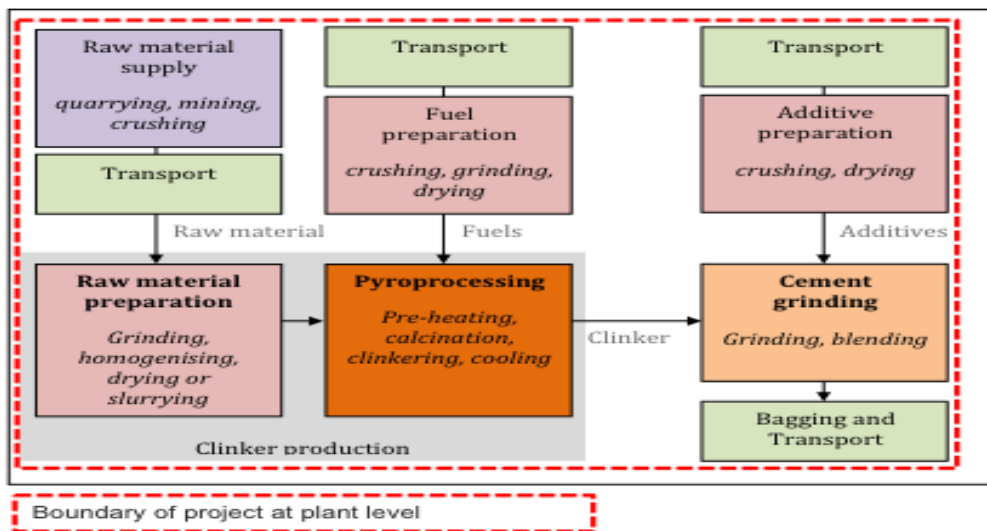 Raw material
supply
quarrying, mining,
crushing
Transport
Raw material
Transport
Fuel
preparation
crushing, grinding,
drying
Fuels
Transport
Additive
preparation
crushing, drying
Additives
Raw material
preparation
Grinding,
homogenising,
drying or
slurrying
Pyroprocessing
Pre-heating,
calcination,
clinkering, cooling
Clinker
Cement
grinding
Grinding, blending
Clinker production
Bagging and
Transport
Boundary of project at plant level